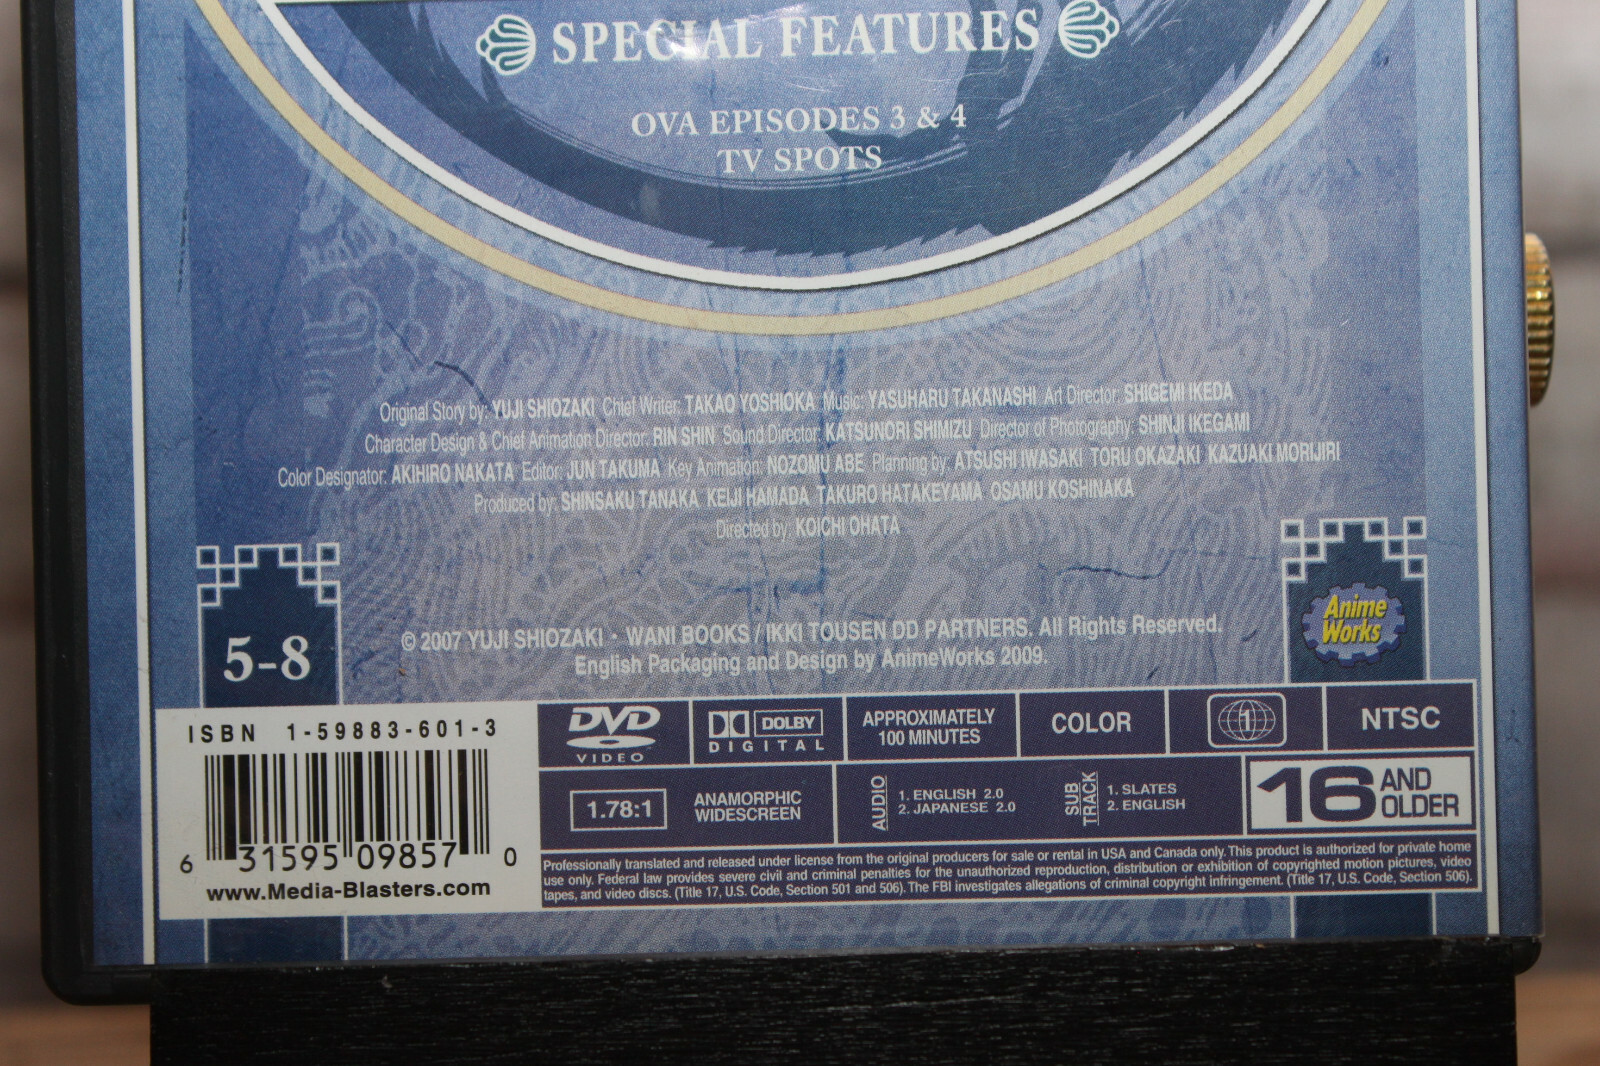 SPECIAL FEATURES
OVA EPISODES 3 & 4
TV SPOTS
Original Story by: YUJI SHIOZAKI Chief Writer: TAKAO YOSHIOKA Music: YASUHARU TAKANASHI Art Director: SHIGEMI IKEDA
Character Design & Chief Animation Director: RIN SHIN Sound Director: KATSUNORI SHIMIZU Director of Photography: SHINJI IKEGAMI
Color Designator: AKIHIRO NAKATA Editor: JUN TAKUMA Key Animation: NOZOMU ABE Planning by: ATSUSHI IWASAKI TORU OKAZAKI KAZUAKI MORIJIRI
Produced by: SHINSAKU TANAKA KEIJI HAMADA TAKURO HATAKEYAMA OSAMU KOSHINAKA
Directed by: KOICHI OHATA
5-8
Anime
Works
© 2007 YUJI SHIOZAKI • WANI BOOKS / IKKI TOUSEN DD PARTNERS. All Rights Reserved.
English Packaging and Design by AnimeWorks 2009.
ISBN 1-59883-601-3
6 31595 09857 0
www.Media-Blasters.com
DVD
VIDEO
DOLBY
DIGITAL
APPROXIMATELY
100 MINUTES
COLOR
1
NTSC
1.78:1
ANAMORPHIC
WIDESCREEN
AUDIO
1. ENGLISH 2.0
2. JAPANESE 2.0
SUB
TRACK
1. SLATES
2. ENGLISH
16 AND
OLDER
Professionally translated and released under license from the original producers for sale or rental in USA and Canada only. This product is authorized for private home
use only. Federal law provides severe civil and criminal penalties for the unauthorized reproduction, distribution or exhibition of copyrighted motion pictures, video
tapes, and video discs. (Title 17, U.S. Code, Section 501 and 506). The FBI investigates allegations of criminal copyright infringement. (Title 17, U.S. Code, Section 506).